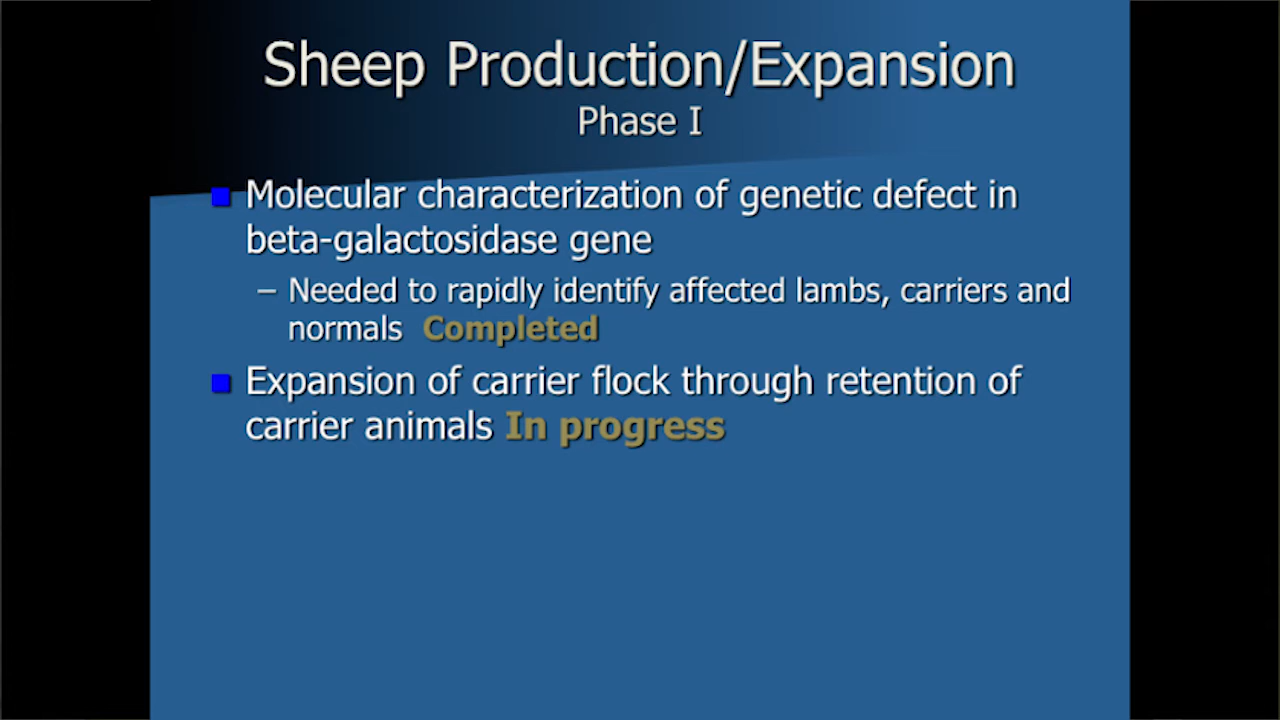 Sheep Production/Expansion
Phase I
Molecular characterization of genetic defect in
beta-galactosidase gene
– Needed to rapidly identify affected lambs, carriers and
normals Completed
Expansion of carrier flock through retention of
carrier animals In progress